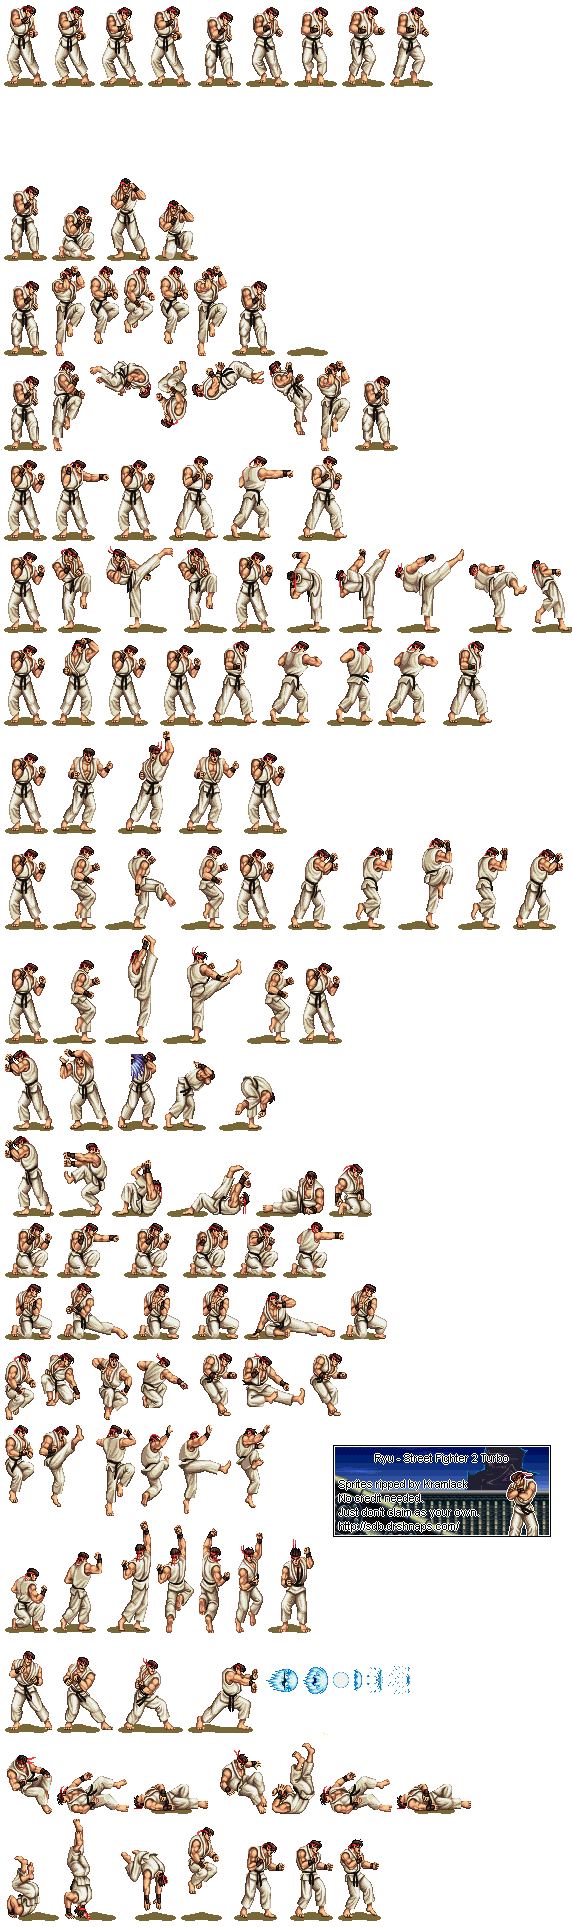 Ryu - Street Fighter 2 Turbo
Sprites ripped by Khamlack
No credit needed.
Just don't claim as your own.
http://sdb.drshnaps.com/